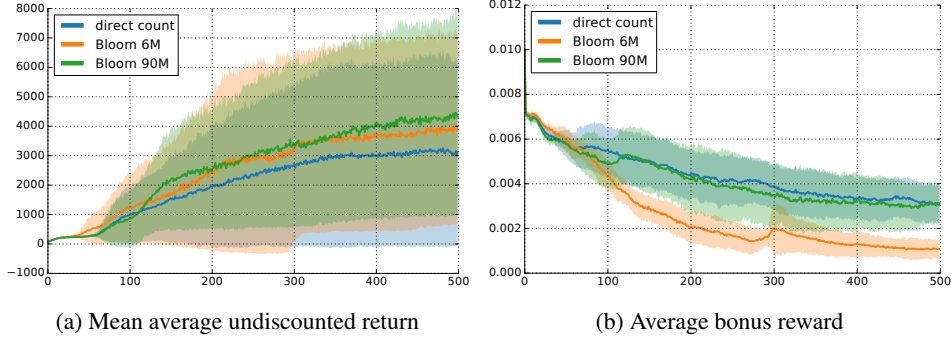 8000
7000
6000
5000
4000
3000
2000
1000
0
−1000
0 100 200 300 400 500
direct count
Bloom 6M
Bloom 90M
(a) Mean average undiscounted return
0.012
0.010
0.008
0.006
0.004
0.002
0.000
0 100 200 300 400 500
direct count
Bloom 6M
Bloom 90M
(b) Average bonus reward